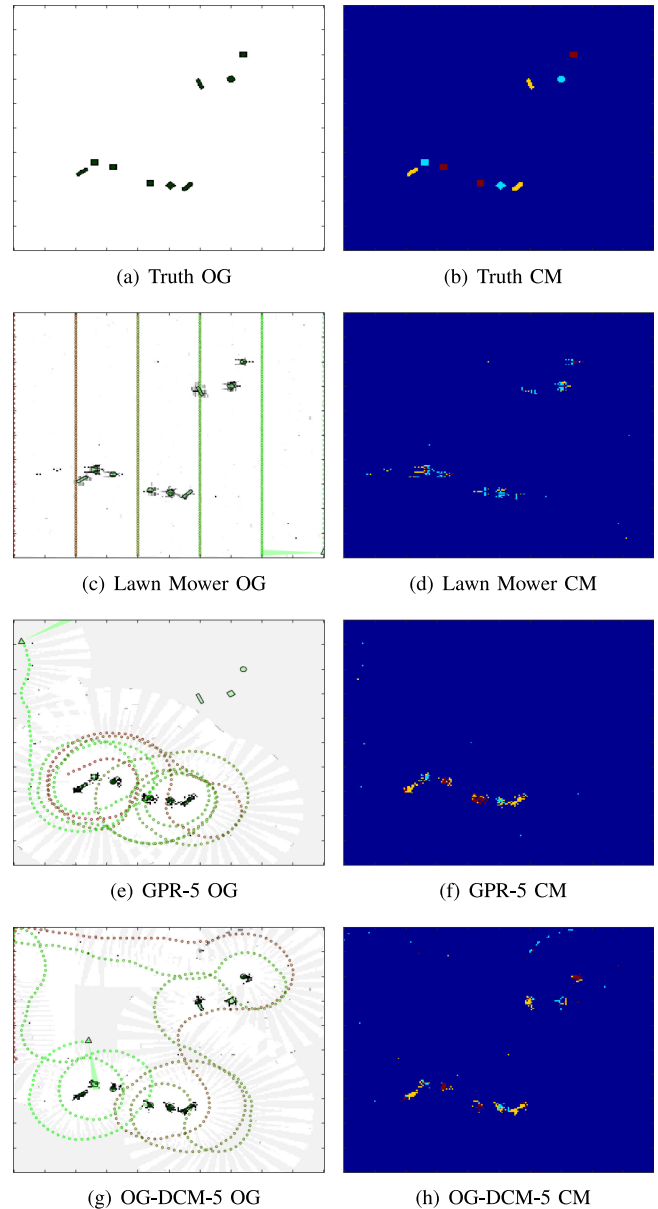 (a) Truth OG
(b) Truth CM
(c) Lawn Mower OG
(d) Lawn Mower CM
(e) GPR-5 OG
(f) GPR-5 CM
(g) OG-DCM-5 OG
(h) OG-DCM-5 CM